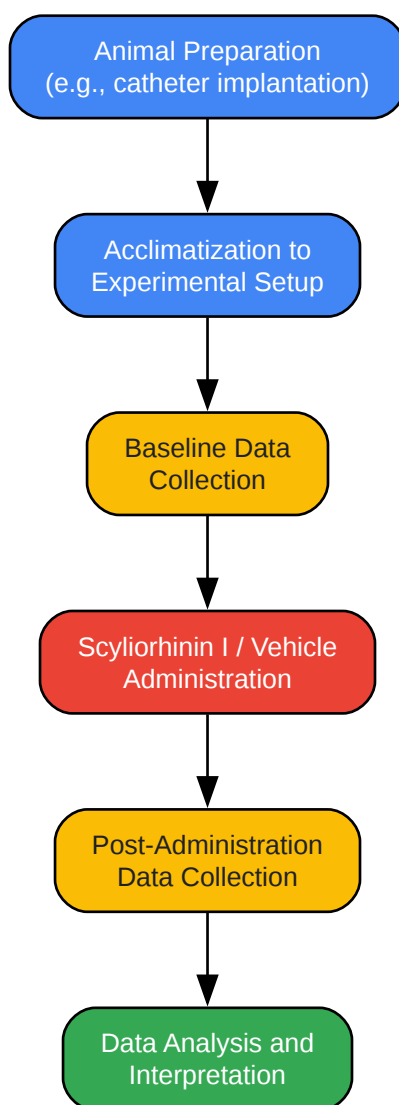 Animal Preparation
(e.g., catheter implantation)
Acclimatization to
Experimental Setup
Baseline Data
Collection
Scyliorhinin I / Vehicle
Administration
Post-Administration
Data Collection
Data Analysis and
Interpretation